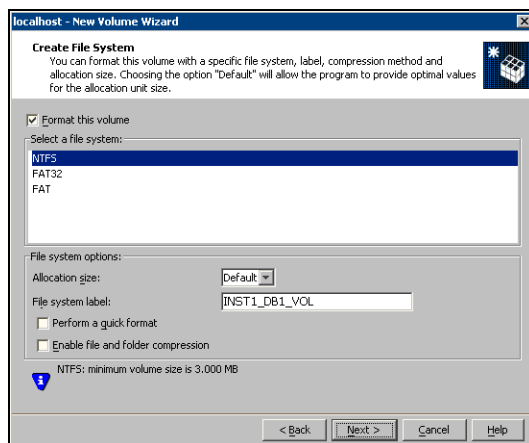 localhost - New Volume Wizard
Create File System
You can format this volume with a specific file system, label, compression method and
allocation size. Choosing the option "Default" will allow the program to provide optimal values
for the allocation unit size.
Format this volume
Select a file system:
NTFS
FAT32
FAT
File system options:
Allocation size:
Default
File system label:
INST1_DB1_VOL
Perform a quick format
Enable file and folder compression
NTFS: minimum volume size is 3.000 MB
< Back
Next >
Cancel
Help